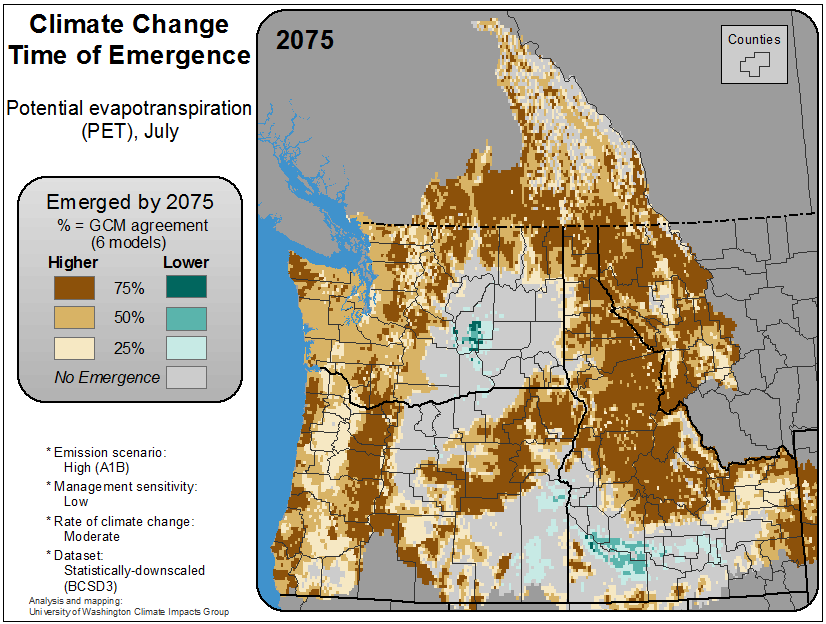 Climate Change
Time of Emergence
Potential evapotranspiration
(PET), July
Emerged by 2075
% = GCM agreement
(6 models)
Higher Lower
75%
50%
25%
No Emergence
* Emission scenario:
High (A1B)
* Management sensitivity:
Low
* Rate of climate change:
Moderate
* Dataset:
Statistically-downscaled
(BCSD3)
Analysis and mapping:
University of Washington Climate Impacts Group
2075
Counties